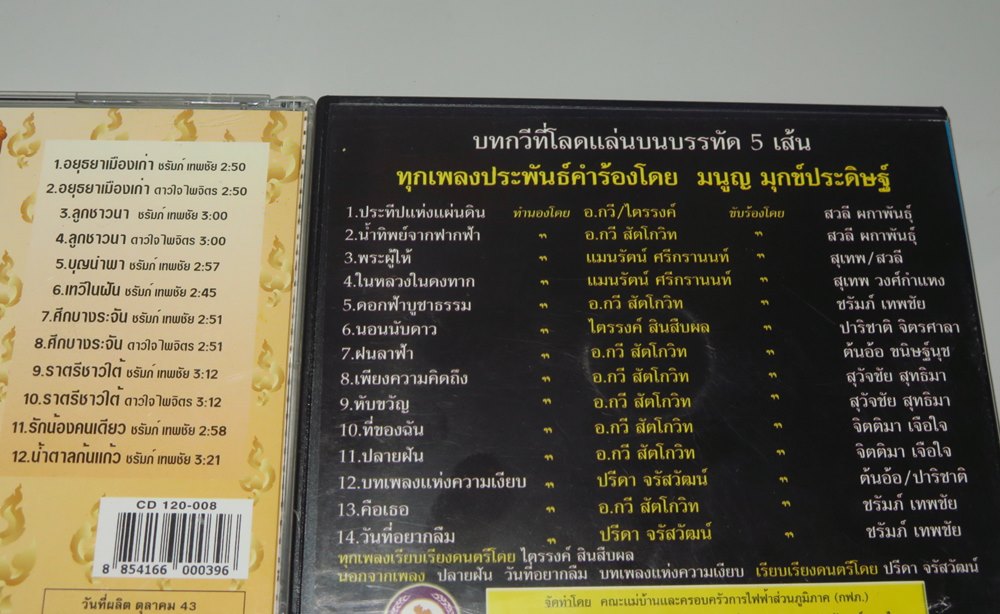 1.อยุธยาเมืองเก่า ชรัมภ์ เทพชัย 2:50
2.อยุธยาเมืองเก่า ดาวใจ ไพจิตร 2:50
3.ลูกชาวนา ชรัมภ์ เทพชัย 3:00
4.ลูกชาวนา ดาวใจ ไพจิตร 3:00
5.บุญนำพา ชรัมภ์ เทพชัย 2:57
6.เทวีในฝัน ชรัมภ์ เทพชัย 2:45
7.ศึกบางระจัน ชรัมภ์ เทพชัย 2:51
8.ศึกบางระจัน ดาวใจ ไพจิตร 2:51
9.ราตรีชาวใต้ ชรัมภ์ เทพชัย 3:12
10.ราตรีชาวใต้ ดาวใจ ไพจิตร 3:12
11.รักน้องคนเดียว ชรัมภ์ เทพชัย 2:58
12.น้ำตาลก้นแก้ว ชรัมภ์ เทพชัย 3:21
CD 120-008
8 854166 000396
วันที่ผลิต ตุลาคม 43
บทกวีที่โลดแล่นบนบรรทัด 5 เส้น
ทุกเพลงประพันธ์คำร้องโดย มนูญ มุกข์ประดิษฐ์
1.ประทีปแห่งแผ่นดิน ทำนองโดย อ.กวี/ไตรรงค์ ขับร้องโดย สวลี ผกาพันธุ์
2.น้ำทิพย์จากฟากฟ้า " อ.กวี สัตโกวิท " สวลี ผกาพันธุ์
3.พระผู้ให้ " แมนรัตน์ ศรีกรานนท์ " สุเทพ/สวลี
4.ในหลวงในดงทาก " แมนรัตน์ ศรีกรานนท์ " สุเทพ วงศ์กำแหง
5.ดอกฟ้าบูชาธรรม " อ.กวี สัตโกวิท " ชรัมภ์ เทพชัย
6.นอนนับดาว " ไตรรงค์ สินสืบผล " ปาริชาติ จิตรศาลา
7.ฝนลาฟ้า " อ.กวี สัตโกวิท " ต้นอ้อ ขนิษฐ์นุช
8.เพียงความคิดถึง " อ.กวี สัตโกวิท " สุวัจชัย สุทธิมา
9.ทับขวัญ " อ.กวี สัตโกวิท " สุวัจชัย สุทธิมา
10.ที่ของฉัน " อ.กวี สัตโกวิท " จิตติมา เจือใจ
11.ปลายฝัน " อ.กวี สัตโกวิท " จิตติมา เจือใจ
12.บทเพลงแห่งความเงียบ " ปรีดา จรัสวัฒน์ " ต้นอ้อ/ปาริชาติ
13.คือเธอ " อ.กวี สัตโกวิท " ชรัมภ์ เทพชัย
14.วันที่อยากลืม " ปรีดา จรัสวัฒน์ " ชรัมภ์ เทพชัย
ทุกเพลงเรียบเรียงดนตรีโดย ไตรรงค์ สินสืบผล
นอกจากเพลง ปลายฝัน วันที่อยากลืม บทเพลงแห่งความเงียบ เรียบเรียงดนตรีโดย ปรีดา จรัสวัฒน์
จัดทำโดย คณะแม่บ้านและครอบครัวการไฟฟ้าส่วนภูมิภาค (กฟภ.)